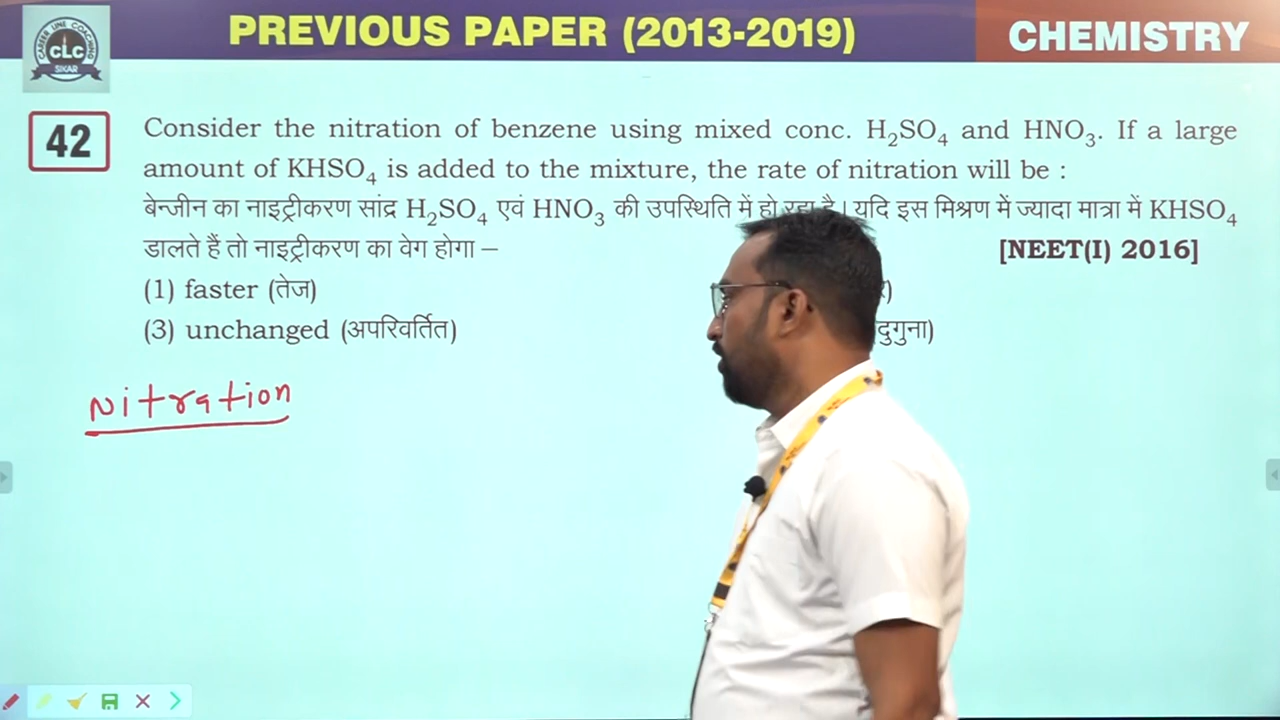 PREVIOUS PAPER (2013-2019)
CHEMISTRY
CAREER LINE COACHING
CLC
SIKAR
42
Consider the nitration of benzene using mixed conc. H₂SO₄ and HNO₃. If a large
amount of KHSO₄ is added to the mixture, the rate of nitration will be :
बेन्जीन का नाइट्रीकरण सांद्र H₂SO₄ एवं HNO₃ की उपस्थिति में हो रहा है। यदि इस मिश्रण में ज्यादा मात्रा में KHSO₄
डालते हैं तो नाइट्रीकरण का वेग होगा –
[NEET(I) 2016]
(1) faster (तेज)
(3) unchanged (अपरिवर्तित)
दुगुना)
Nitration